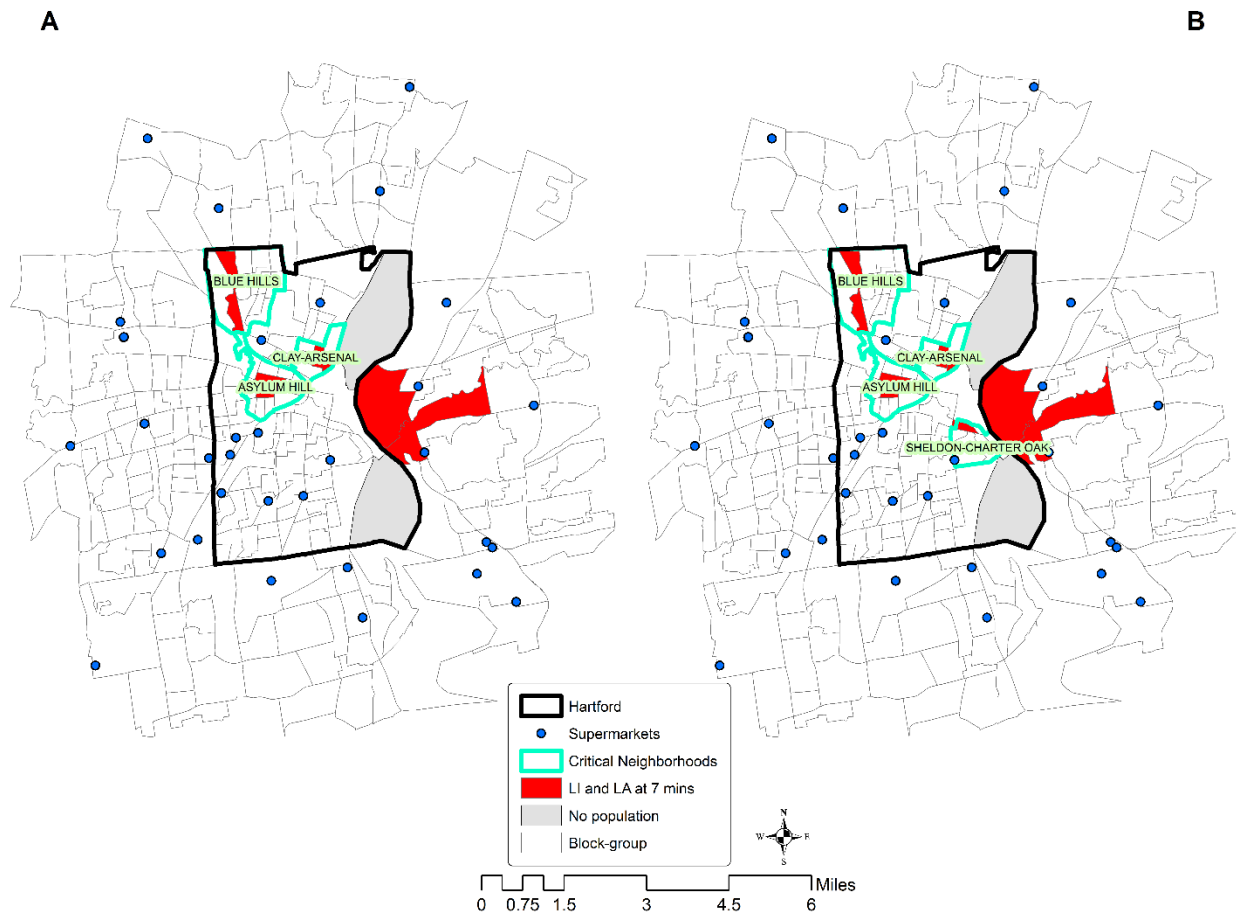 A
B
BLUE HILLS
CLAY-ARSENAL
ASYLUM HILL
BLUE HILLS
CLAY-ARSENAL
ASYLUM HILL
SHELDON-CHARTER OAK
Hartford
Supermarkets
Critical Neighborhoods
LI and LA at 7 mins
No population
Block-group
N
W E
S
Miles
0 0.75 1.5 3 4.5 6